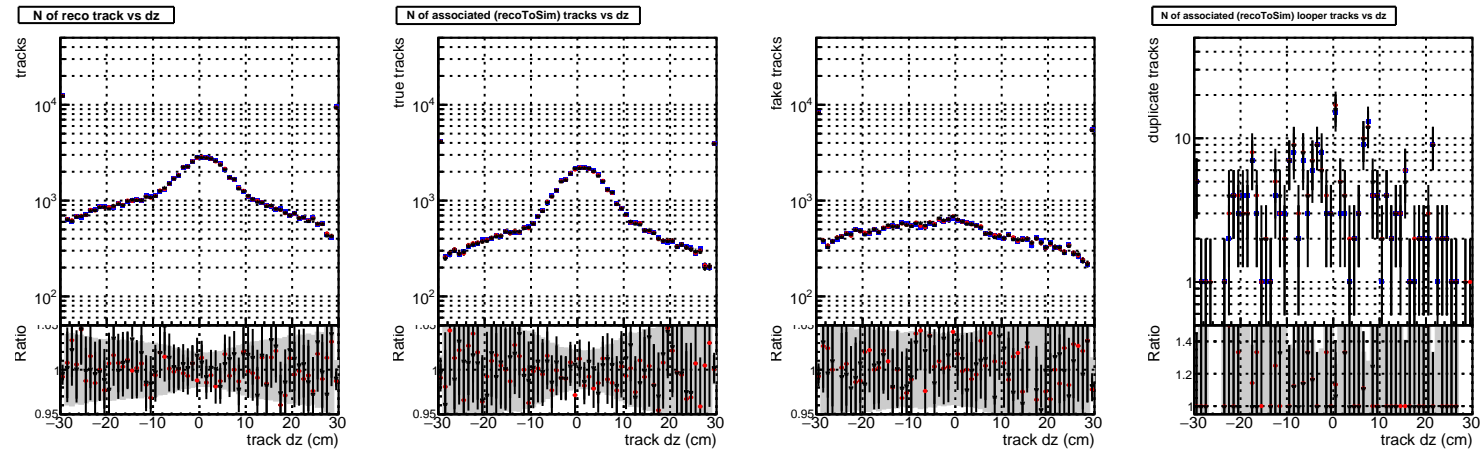 N of reco track vs dz
N of associated (recoToSim) tracks vs dz
N of associated (recoToSim) looper tracks vs dz
tracks
10⁴
10³
10²
Ratio
1
0.95
−30 −20 −10 0 10 20 30
track dz (cm)
true tracks
10⁴
10³
10²
Ratio
1
0.95
−30 −20 −10 0 10 20 30
track dz (cm)
fake tracks
10⁴
10³
10²
Ratio
1
0.95
−30 −20 −10 0 10 20 30
track dz (cm)
duplicate tracks
10
1
Ratio
1.4
1.2
1
−30 −20 −10 0 10 20 30
track dz (cm)